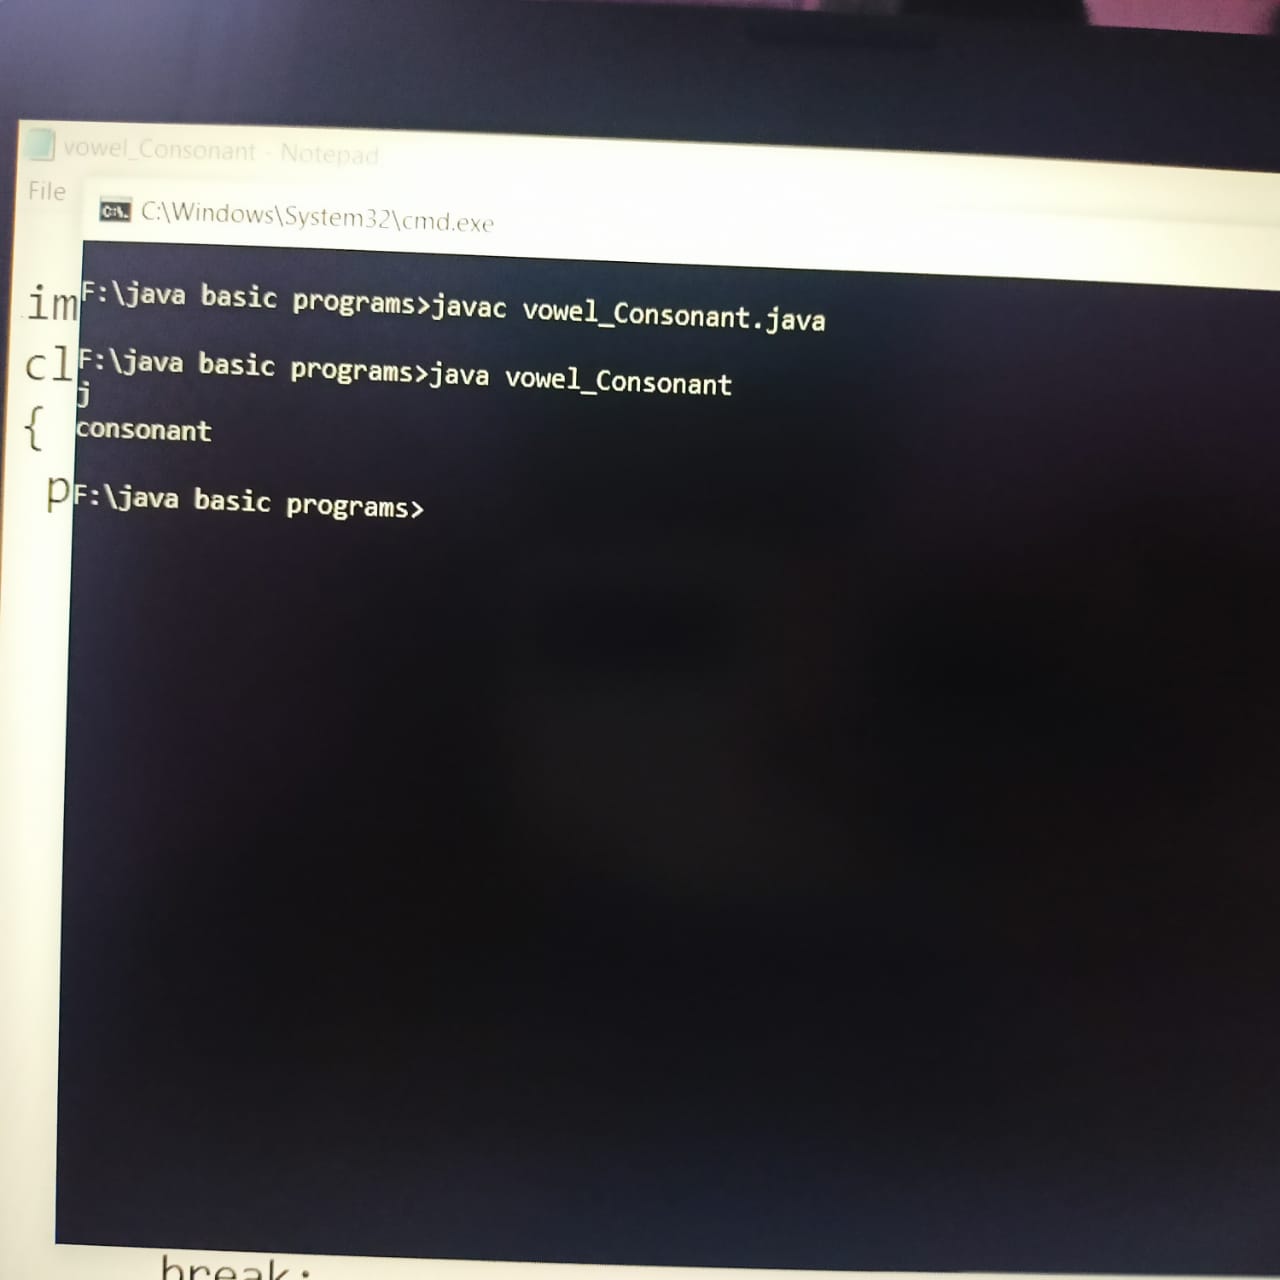 vowel_Consonant - Notepad
File
C:\Windows\System32\cmd.exe
im
F:\java basic programs>javac vowel_Consonant.java
cl
F:\java basic programs>java vowel_Consonant
j
{
consonant
p
F:\java basic programs>
break;